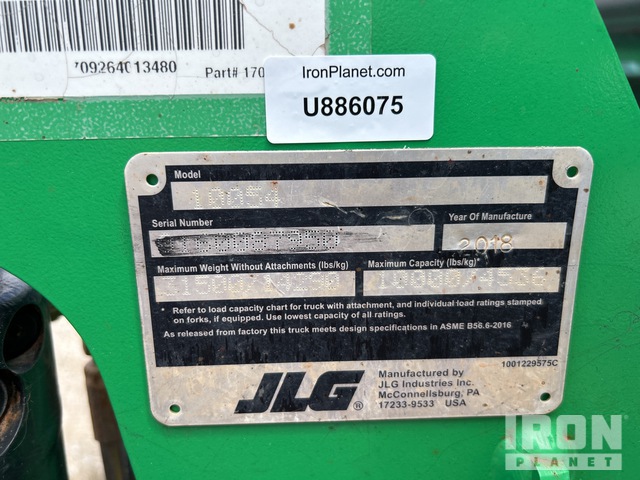 709264013480 Part# 170
IronPlanet.com
U886075
Model
10054
Serial Number
Year Of Manufacture
2018
Maximum Weight Without Attachments (lbs/kg)
Maximum Capacity (lbs/kg)
* Refer to load capacity chart for truck with attachment, and individual load ratings stamped
on forks, if equipped. Use lowest capacity of all ratings.
As released from factory this truck meets design specifications in ASME B56.6-2016
1001229575C
JLG ®
Manufactured by
JLG Industries Inc.
McConnellsburg, PA
17233-9533 USA
IRON
PLANET